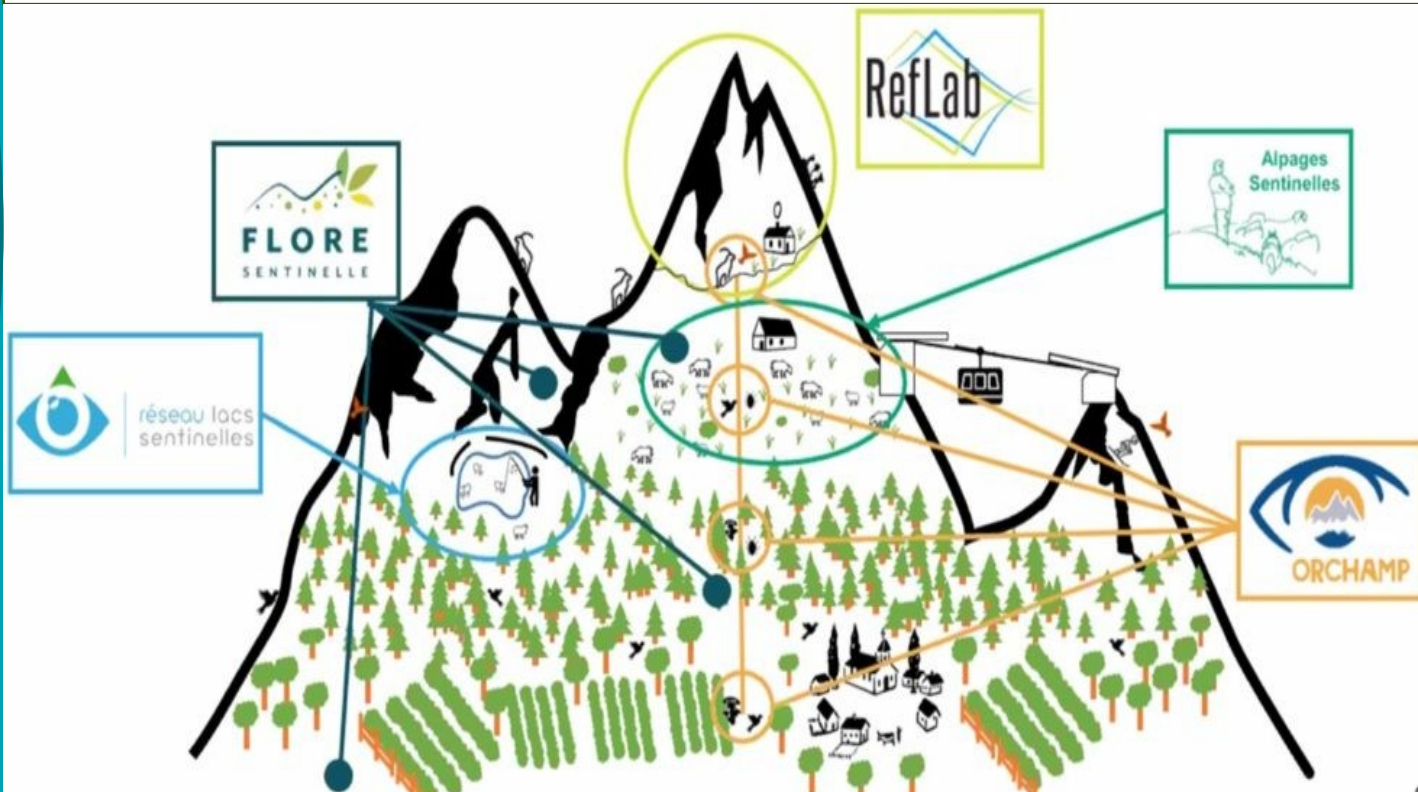 RefLab
Alpages
Sentinelles
FLORE
SENTINELLE
réseau lacs
sentinelles
ORCHAMP